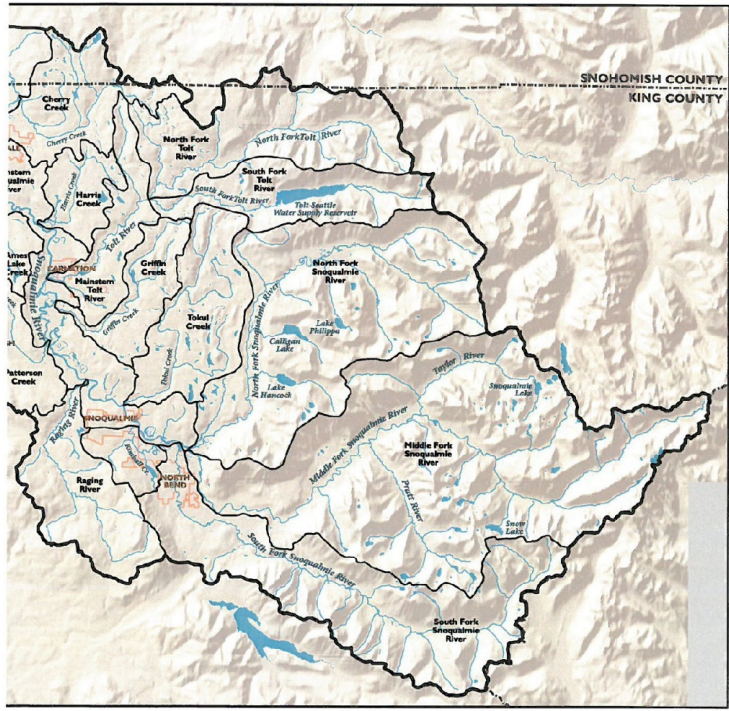 SNOHOMISH COUNTY
KING COUNTY
Cherry
Creek
Cherry Creek
North Fork
Tolt
River
North Fork Tolt River
South Fork
Tolt
River
South Fork Tolt River
Tolt-Seattle
Water Supply Reservoir
Harris
Creek
Harris Creek
Tolt River
Lake
Creek
CARNATION
Snoqualmie River
Mainstem
Tolt
River
Griffin
Creek
Griffin Creek
Tokul
Creek
Tokul Creek
North Fork
Snoqualmie
River
North Fork Snoqualmie River
Lake
Philippa
Calligan
Lake
Lake
Hancock
Patterson
Creek
Raging River
SNOQUALMIE
Raging
River
NORTH
BEND
Taylor River
Snoqualmie
Lake
Middle Fork Snoqualmie River
Middle Fork
Snoqualmie
River
Pratt River
Snow
Lake
South Fork Snoqualmie River
South Fork
Snoqualmie
River